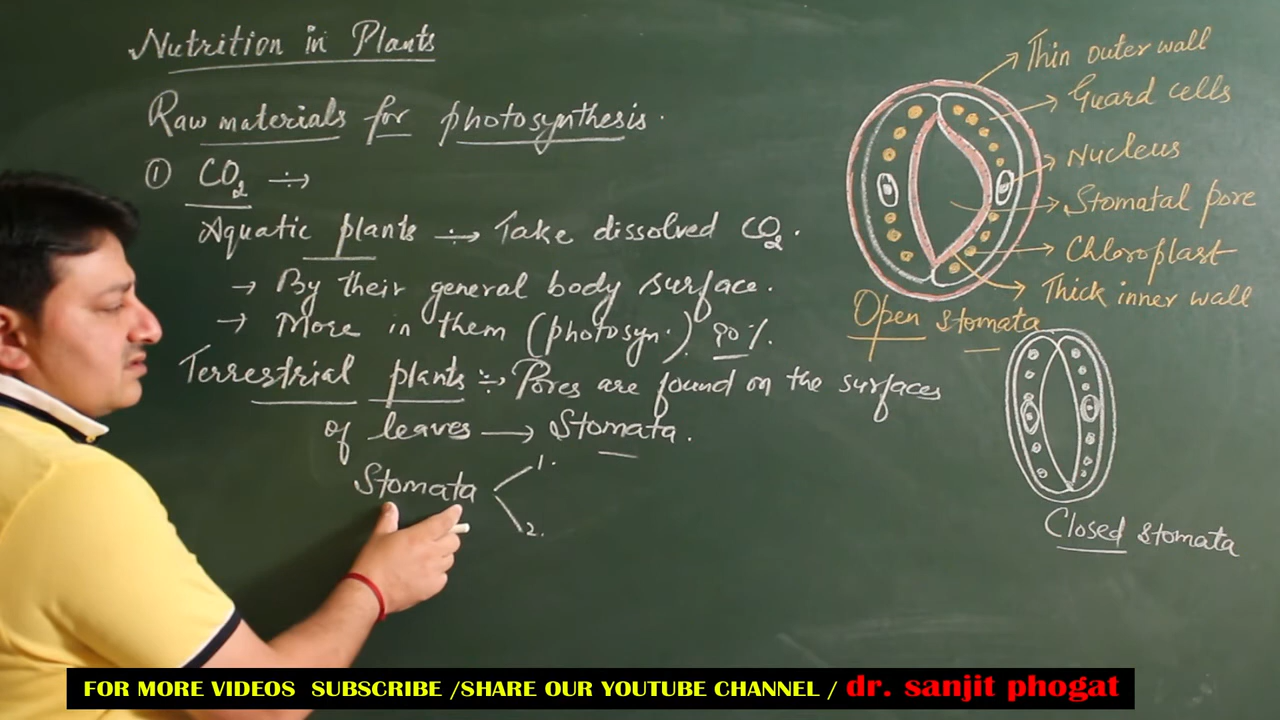 Nutrition in Plants
Raw materials for photosynthesis.
① CO₂ ÷→
Aquatic plants ÷→ Take dissolved CO₂.
→ By their general body surface.
→ More in them (photosyn.) 90%.
Terrestrial plants ÷→ Pores are found on the surfaces
of leaves → Stomata.
Stomata
1.
2.
Thin outer wall
Guard cells
Nucleus
Stomatal pore
Chloroplast
Thick inner wall
Open stomata
Closed stomata
FOR MORE VIDEOS SUBSCRIBE /SHARE OUR YOUTUBE CHANNEL / dr. sanjit phogat